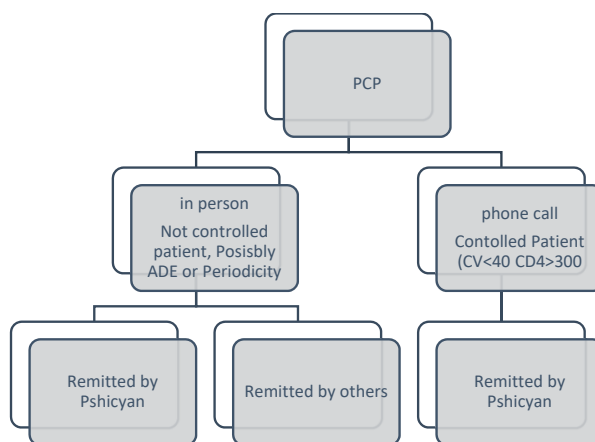 PCP
in person
Not controlled
patient, Posisbly
ADE or Periodicity
phone call
Contolled Patient
(CV<40 CD4>300
Remitted by
Pshicyan
Remitted by others
Remitted by
Pshicyan